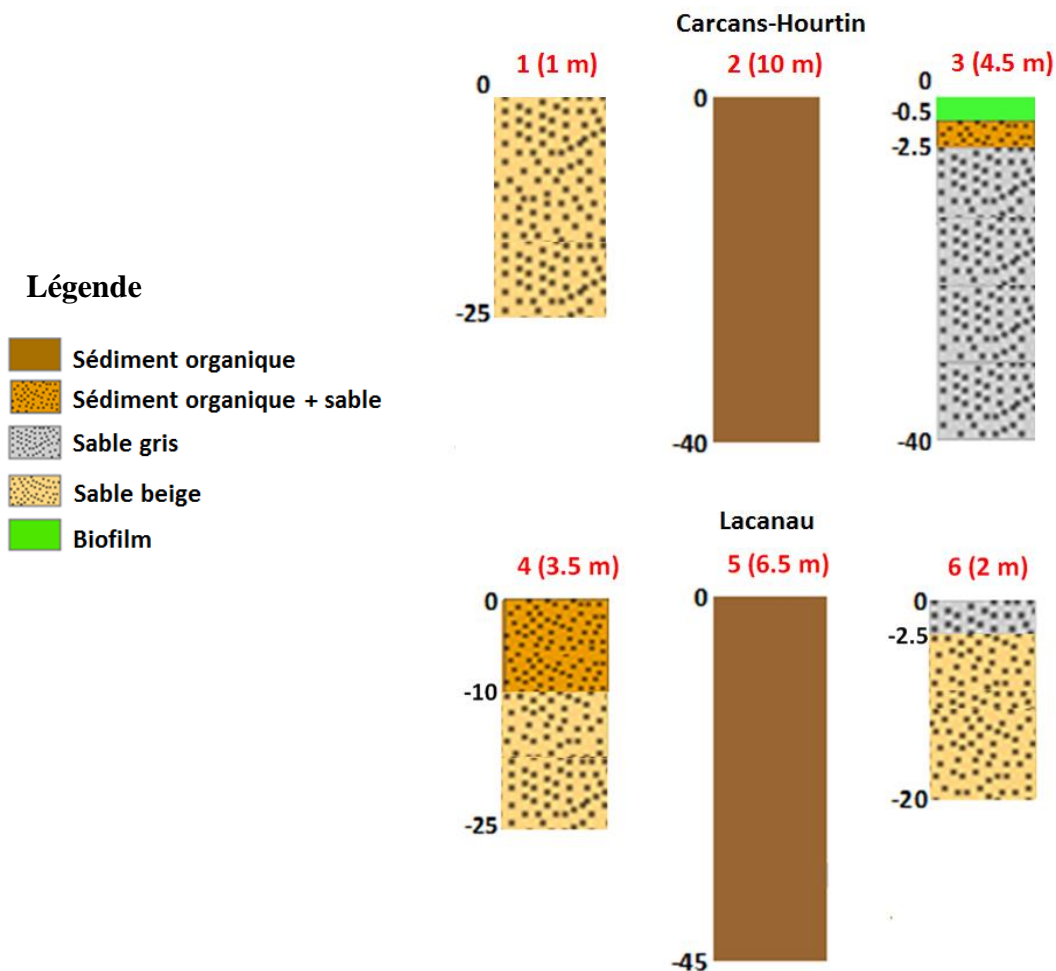 Carcans-Hourtin
1 (1 m)
2 (10 m)
3 (4.5 m)
0
-25
0
-40
0
-0.5
-2.5
-40
Légende
Sédiment organique
Sédiment organique + sable
Sable gris
Sable beige
Biofilm
Lacanau
4 (3.5 m)
5 (6.5 m)
6 (2 m)
0
-10
-25
0
-45
0
-2.5
-20